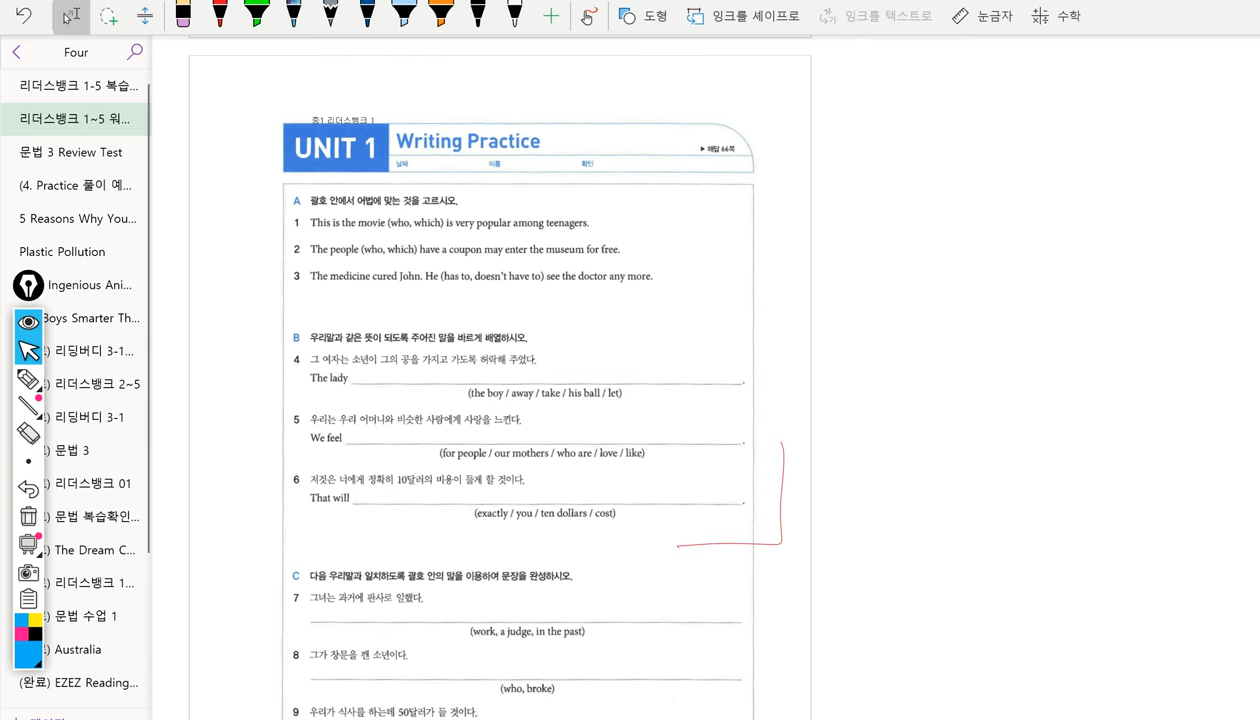 도형
잉크를 셰이프로
잉크를 텍스트로
눈금자
수학
Four
리더스뱅크 1-5 복습...
리더스뱅크 1~5 워...
문법 3 Review Test
(4. Practice 풀이 예...
5 Reasons Why You...
Plastic Pollution
Ingenious Ani...
Boys Smarter Th...
) 리딩버디 3-1...
) 리더스뱅크 2~5
) 리딩버디 3-1
) 문법 3
) 리더스뱅크 01
) 문법 복습확인...
) The Dream C...
) 리더스뱅크 1...
) 문법 수업 1
) Australia
(완료) EZEZ Reading...
중1 리더스뱅크 1
UNIT 1
Writing Practice
▶ 해답 66쪽
날짜 이름 확인
A 괄호 안에서 어법에 맞는 것을 고르시오.
1 This is the movie (who, which) is very popular among teenagers.
2 The people (who, which) have a coupon may enter the museum for free.
3 The medicine cured John. He (has to, doesn't have to) see the doctor any more.
B 우리말과 같은 뜻이 되도록 주어진 말을 바르게 배열하시오.
4 그 여자는 소년이 그의 공을 가지고 가도록 허락해 주었다.
The lady .
(the boy / away / take / his ball / let)
5 우리는 우리 어머니와 비슷한 사람에게 사랑을 느낀다.
We feel .
(for people / our mothers / who are / love / like)
6 저것은 너에게 정확히 10달러의 비용이 들게 할 것이다.
That will .
(exactly / you / ten dollars / cost)
C 다음 우리말과 일치하도록 괄호 안의 말을 이용하여 문장을 완성하시오.
7 그녀는 과거에 판사로 일했다.
(work, a judge, in the past)
8 그가 창문을 깬 소년이다.
(who, broke)
9 우리가 식사를 하는데 50달러가 들 것이다.